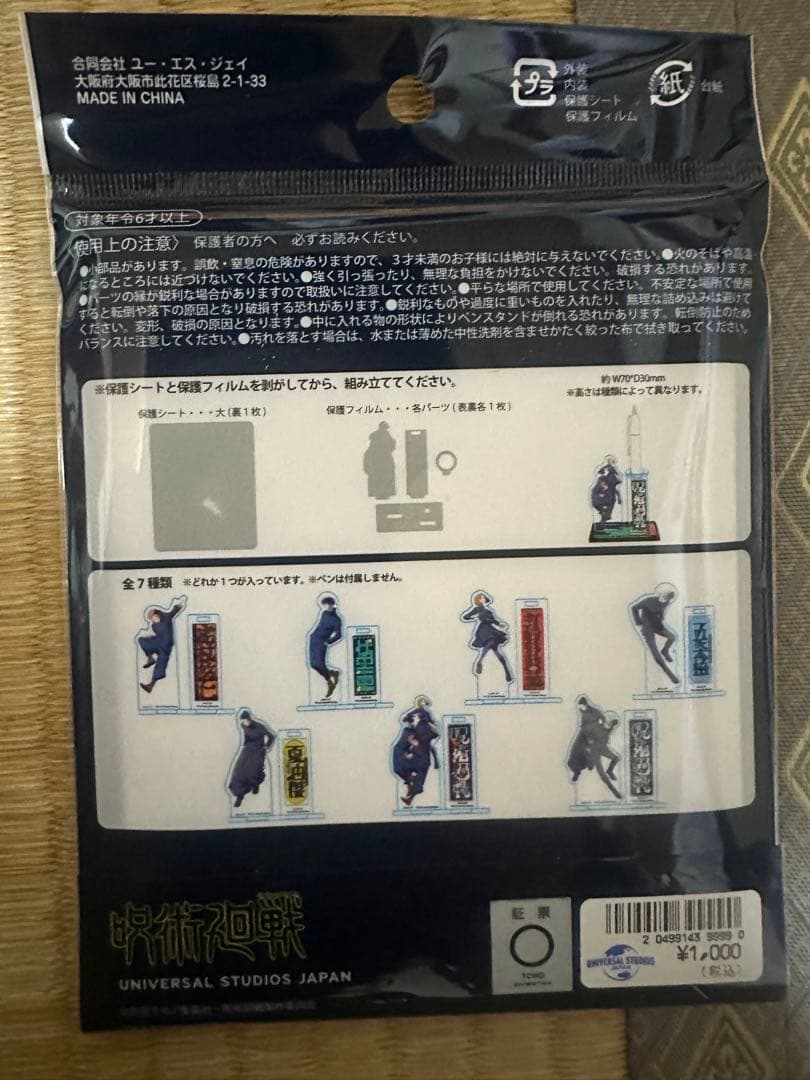 合同会社 ユー・エス・ジェイ
大阪府大阪市此花区桜島 2-1-33
MADE IN CHINA
プラ
外装
内装
保護シート
保護フィルム
紙
台紙
対象年令6才以上
使用上の注意〉 保護者の方へ 必ずお読みください。
●小部品があります。誤飲・窒息の危険がありますので、３才未満のお子様には絶対に与えないでください。●火のそばや高温
になるところには近づけないでください。●強く引っ張ったり、無理な負担をかけないでください。破損する恐れがあります。
●パーツの縁が鋭利な場合がありますので取扱いに注意してください。●平らな場所で使用してください。不安定な場所で使用
すると転倒や落下の原因となり破損する恐れがあります。●鋭利なものや過度に重いものを入れたり、無理な詰め込みは避けて
ください。変形、破損の原因となります。●中に入れる物の形状によりペンスタンドが倒れる恐れがあります。転倒防止のため
バランスに注意してください。●汚れを落とす場合は、水または薄めた中性洗剤を含ませかたく絞った布で拭き取ってください。
※保護シートと保護フィルムを剥がしてから、組み立ててください。
約 W70*D30mm
※高さは種類によって異なります。
保護シート・・・大 (裏１枚)
保護フィルム・・・各パーツ (表裏各１枚)
呪術廻戦
全７種類 ※どれか１つが入っています。※ペンは付属しません。
五条悟
夏油傑
呪術廻戦
呪術廻戦
呪術廻戦
UNIVERSAL STUDIOS JAPAN
証票
TOHO
2 0499143 9999 0
UNIVERSAL STUDIOS
JAPAN
¥1,000
(税込)